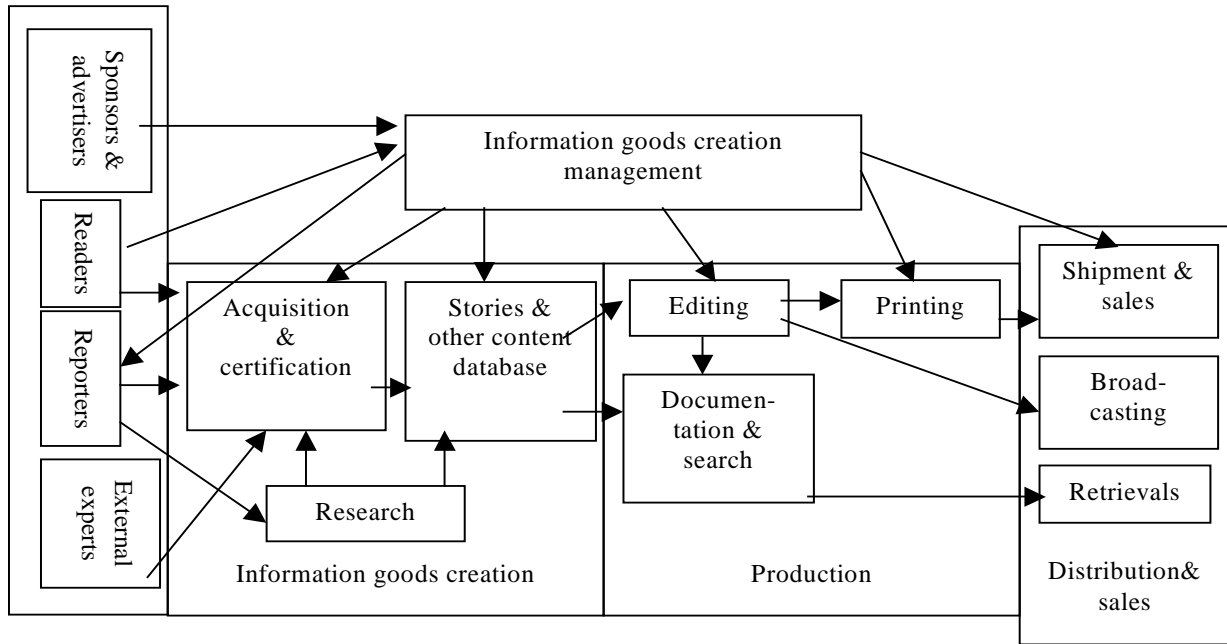 Sponsors &
advertisers
Readers
Reporters
External
experts
Information goods creation
management
Acquisition
&
certification
Stories &
other content
database
Research
Information goods creation
Editing
Printing
Documen-
tation &
search
Production
Shipment &
sales
Broad-
casting
Retrievals
Distribution&
sales